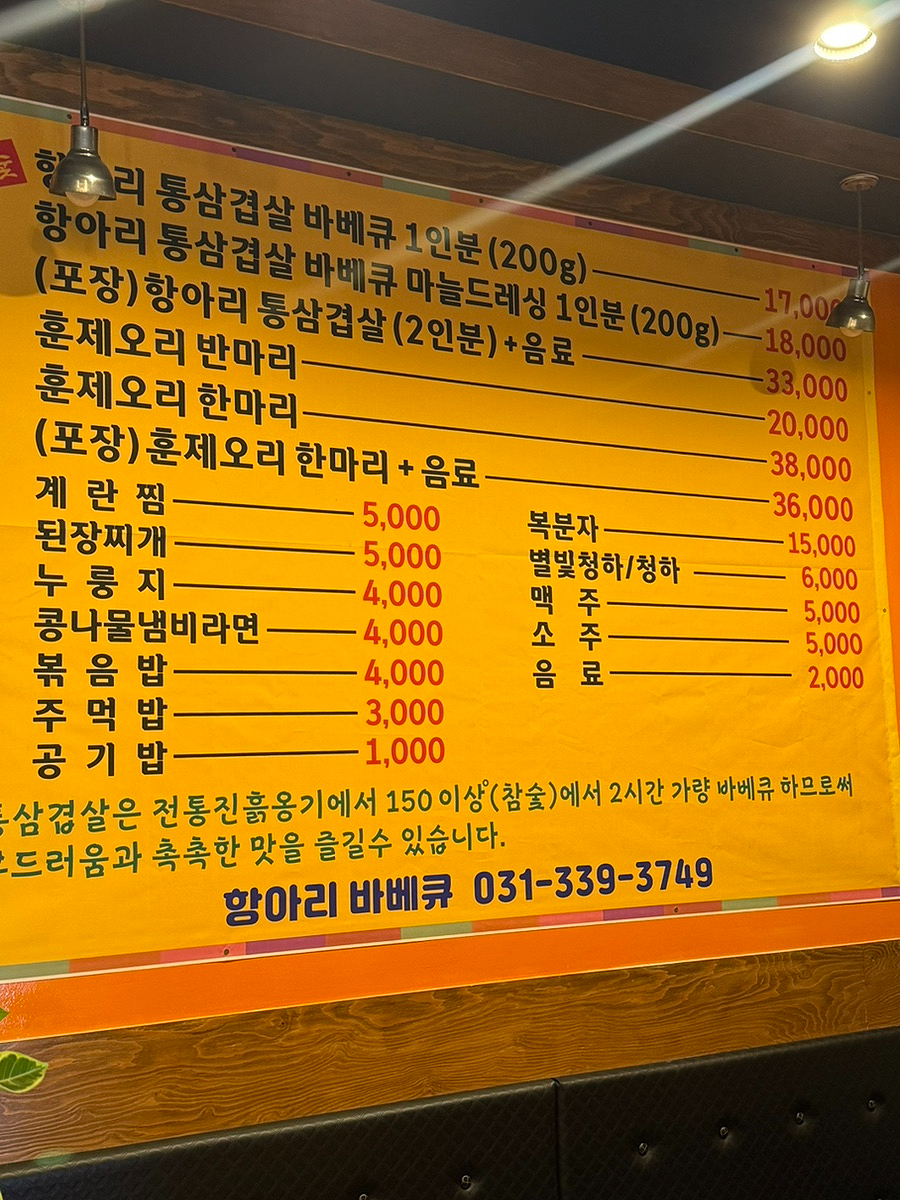 항아리 통삼겹살 바베큐 1인분 (200g) 17,000
항아리 통삼겹살 바베큐 마늘드레싱 1인분 (200g) 18,000
(포장) 항아리 통삼겹살 (2인분) + 음료 33,000
훈제오리 반마리 20,000
훈제오리 한마리 38,000
(포장) 훈제오리 한마리 + 음료 36,000
계 란 찜 5,000
된장찌개 5,000
누 룽 지 4,000
콩나물냄비라면 4,000
볶 음 밥 4,000
주 먹 밥 3,000
공 기 밥 1,000
복분자 15,000
별빛청하/청하 6,000
맥 주 5,000
소 주 5,000
음 료 2,000
통삼겹살은 전통진흙옹기에서 150 이상°(참숯)에서 2시간 가량 바베큐 하므로써
부드러움과 촉촉한 맛을 즐길수 있습니다.
항아리 바베큐 031-339-3749